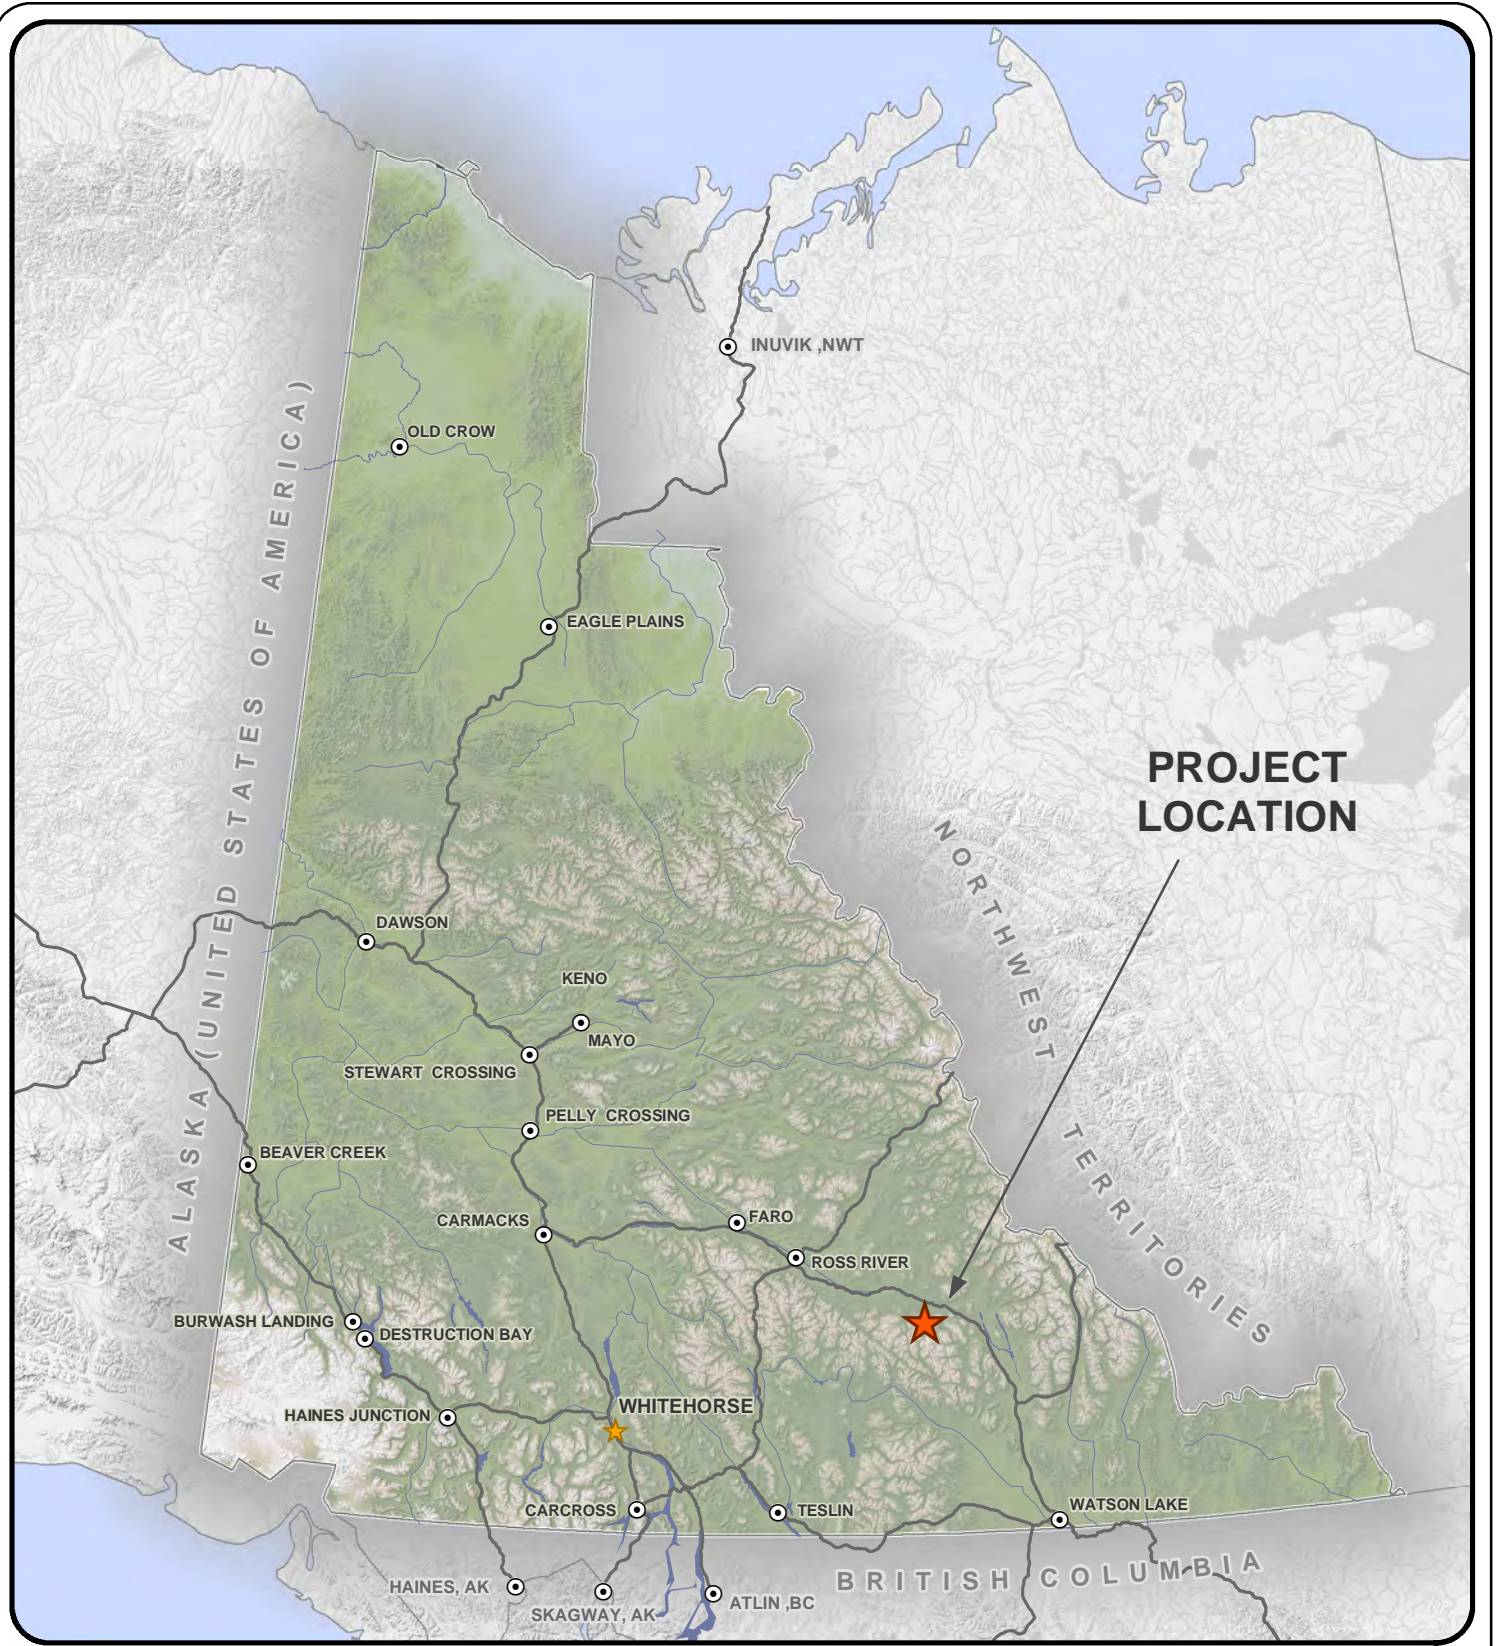 INUVIK ,NWT
OLD CROW
ALASKA (UNITED STATES OF AMERICA)
EAGLE PLAINS
PROJECT
LOCATION
NORTHWEST TERRITORIES
DAWSON
KENO
MAYO
STEWART CROSSING
PELLY CROSSING
BEAVER CREEK
CARMACKS
FARO
ROSS RIVER
BURWASH LANDING
DESTRUCTION BAY
WHITEHORSE
HAINES JUNCTION
CARCROSS
TESLIN
WATSON LAKE
BRITISH COLUMBIA
HAINES, AK
SKAGWAY, AK
ATLIN ,BC